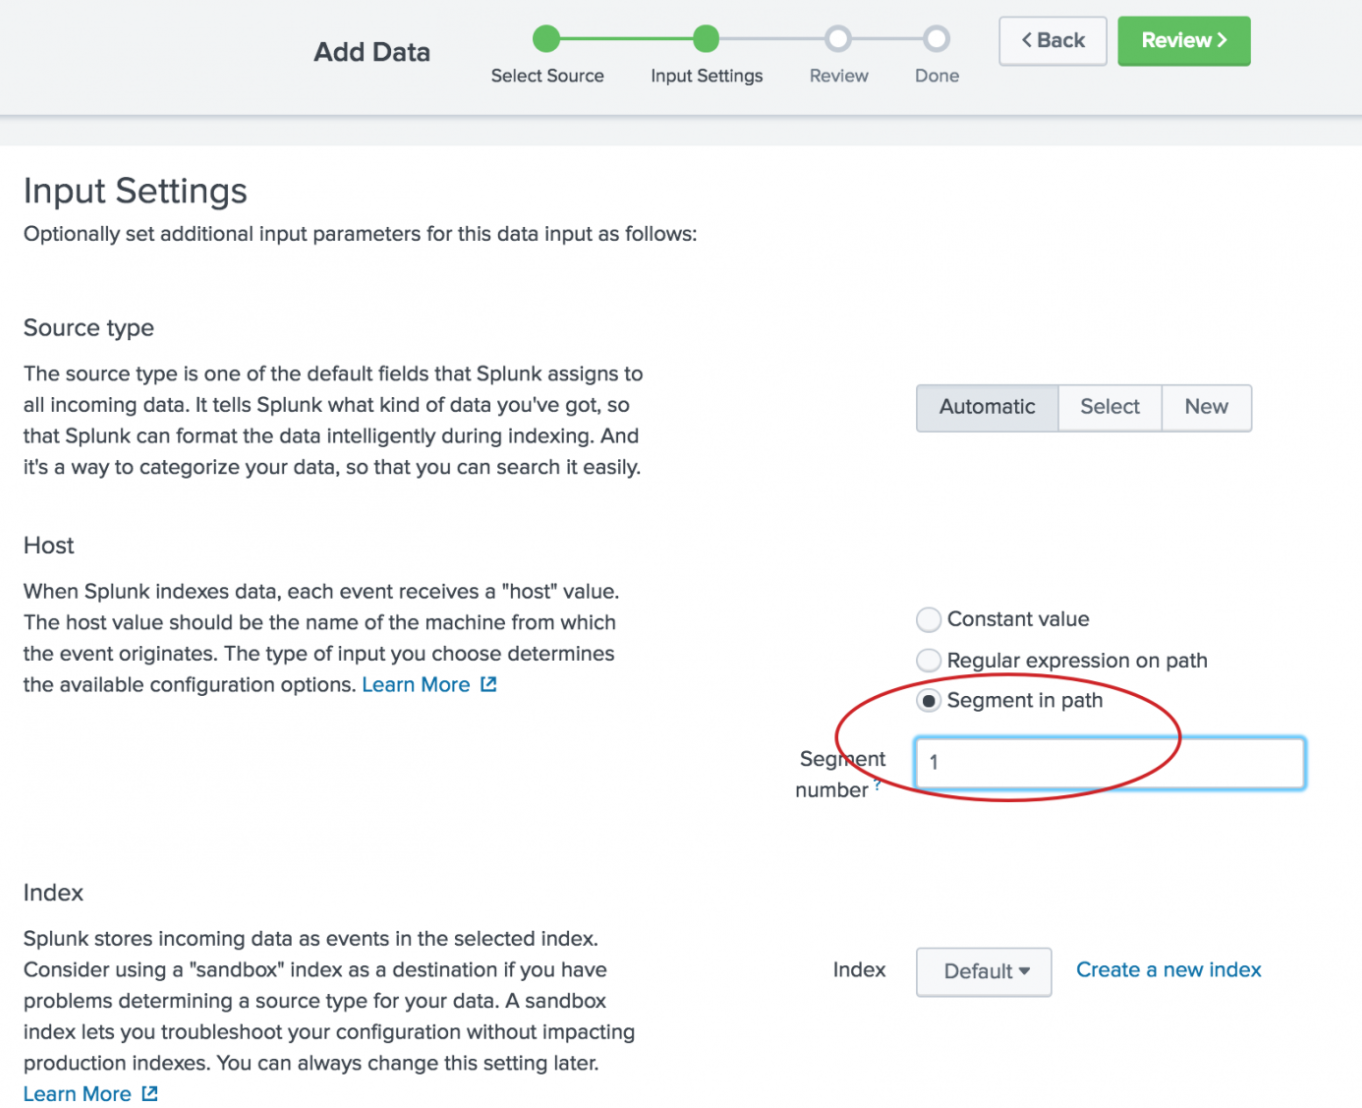 Add Data
Select Source
Input Settings
Review
Done
< Back
Review >
Input Settings
Optionally set additional input parameters for this data input as follows:
Source type
The source type is one of the default fields that Splunk assigns to
all incoming data. It tells Splunk what kind of data you've got, so
that Splunk can format the data intelligently during indexing. And
it's a way to categorize your data, so that you can search it easily.
Automatic
Select
New
Host
When Splunk indexes data, each event receives a "host" value.
The host value should be the name of the machine from which
the event originates. The type of input you choose determines
the available configuration options. Learn More
Constant value
Regular expression on path
Segment in path
Segment
number ?
1
Index
Splunk stores incoming data as events in the selected index.
Consider using a "sandbox" index as a destination if you have
problems determining a source type for your data. A sandbox
index lets you troubleshoot your configuration without impacting
production indexes. You can always change this setting later.
Learn More
Index
Default
Create a new index